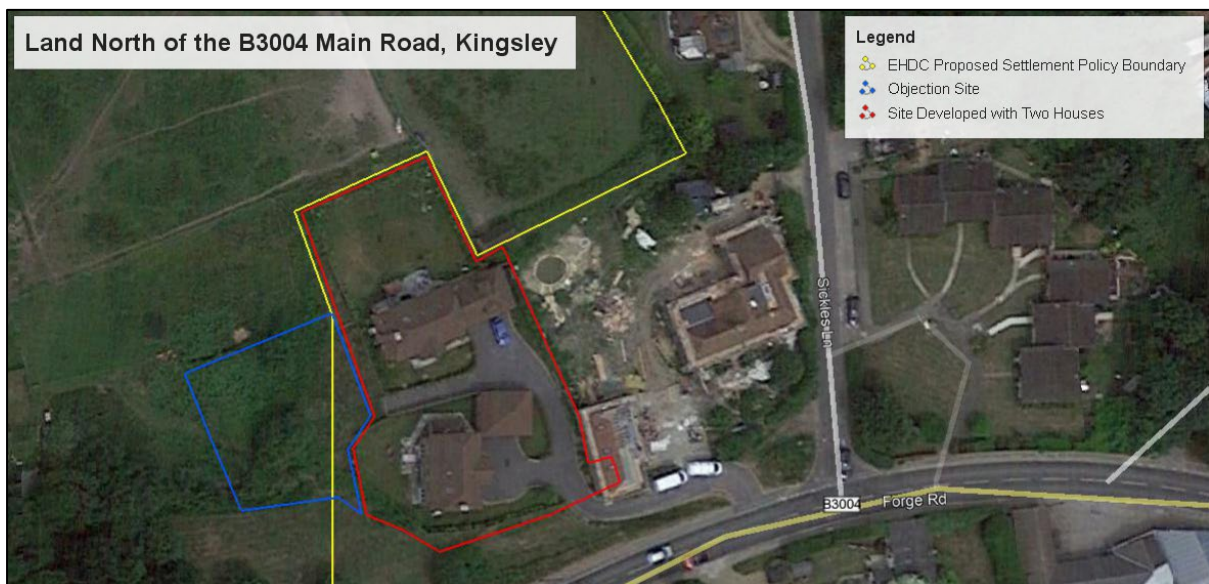 Land North of the B3004 Main Road, Kingsley
Legend
EHDC Proposed Settlement Policy Boundary
Objection Site
Site Developed with Two Houses
Sickles Ln
B3004
Forge Rd